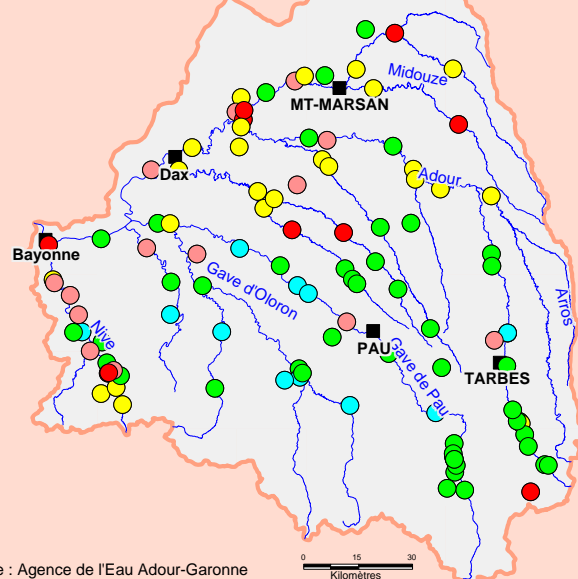 Midouze
MT-MARSAN
Dax
Adour
Bayonne
Gave d'Oloron
Arros
Nive
PAU
Gave de Pau
TARBES
0 15 30
Kilomètres
e : Agence de l'Eau Adour-Garonne